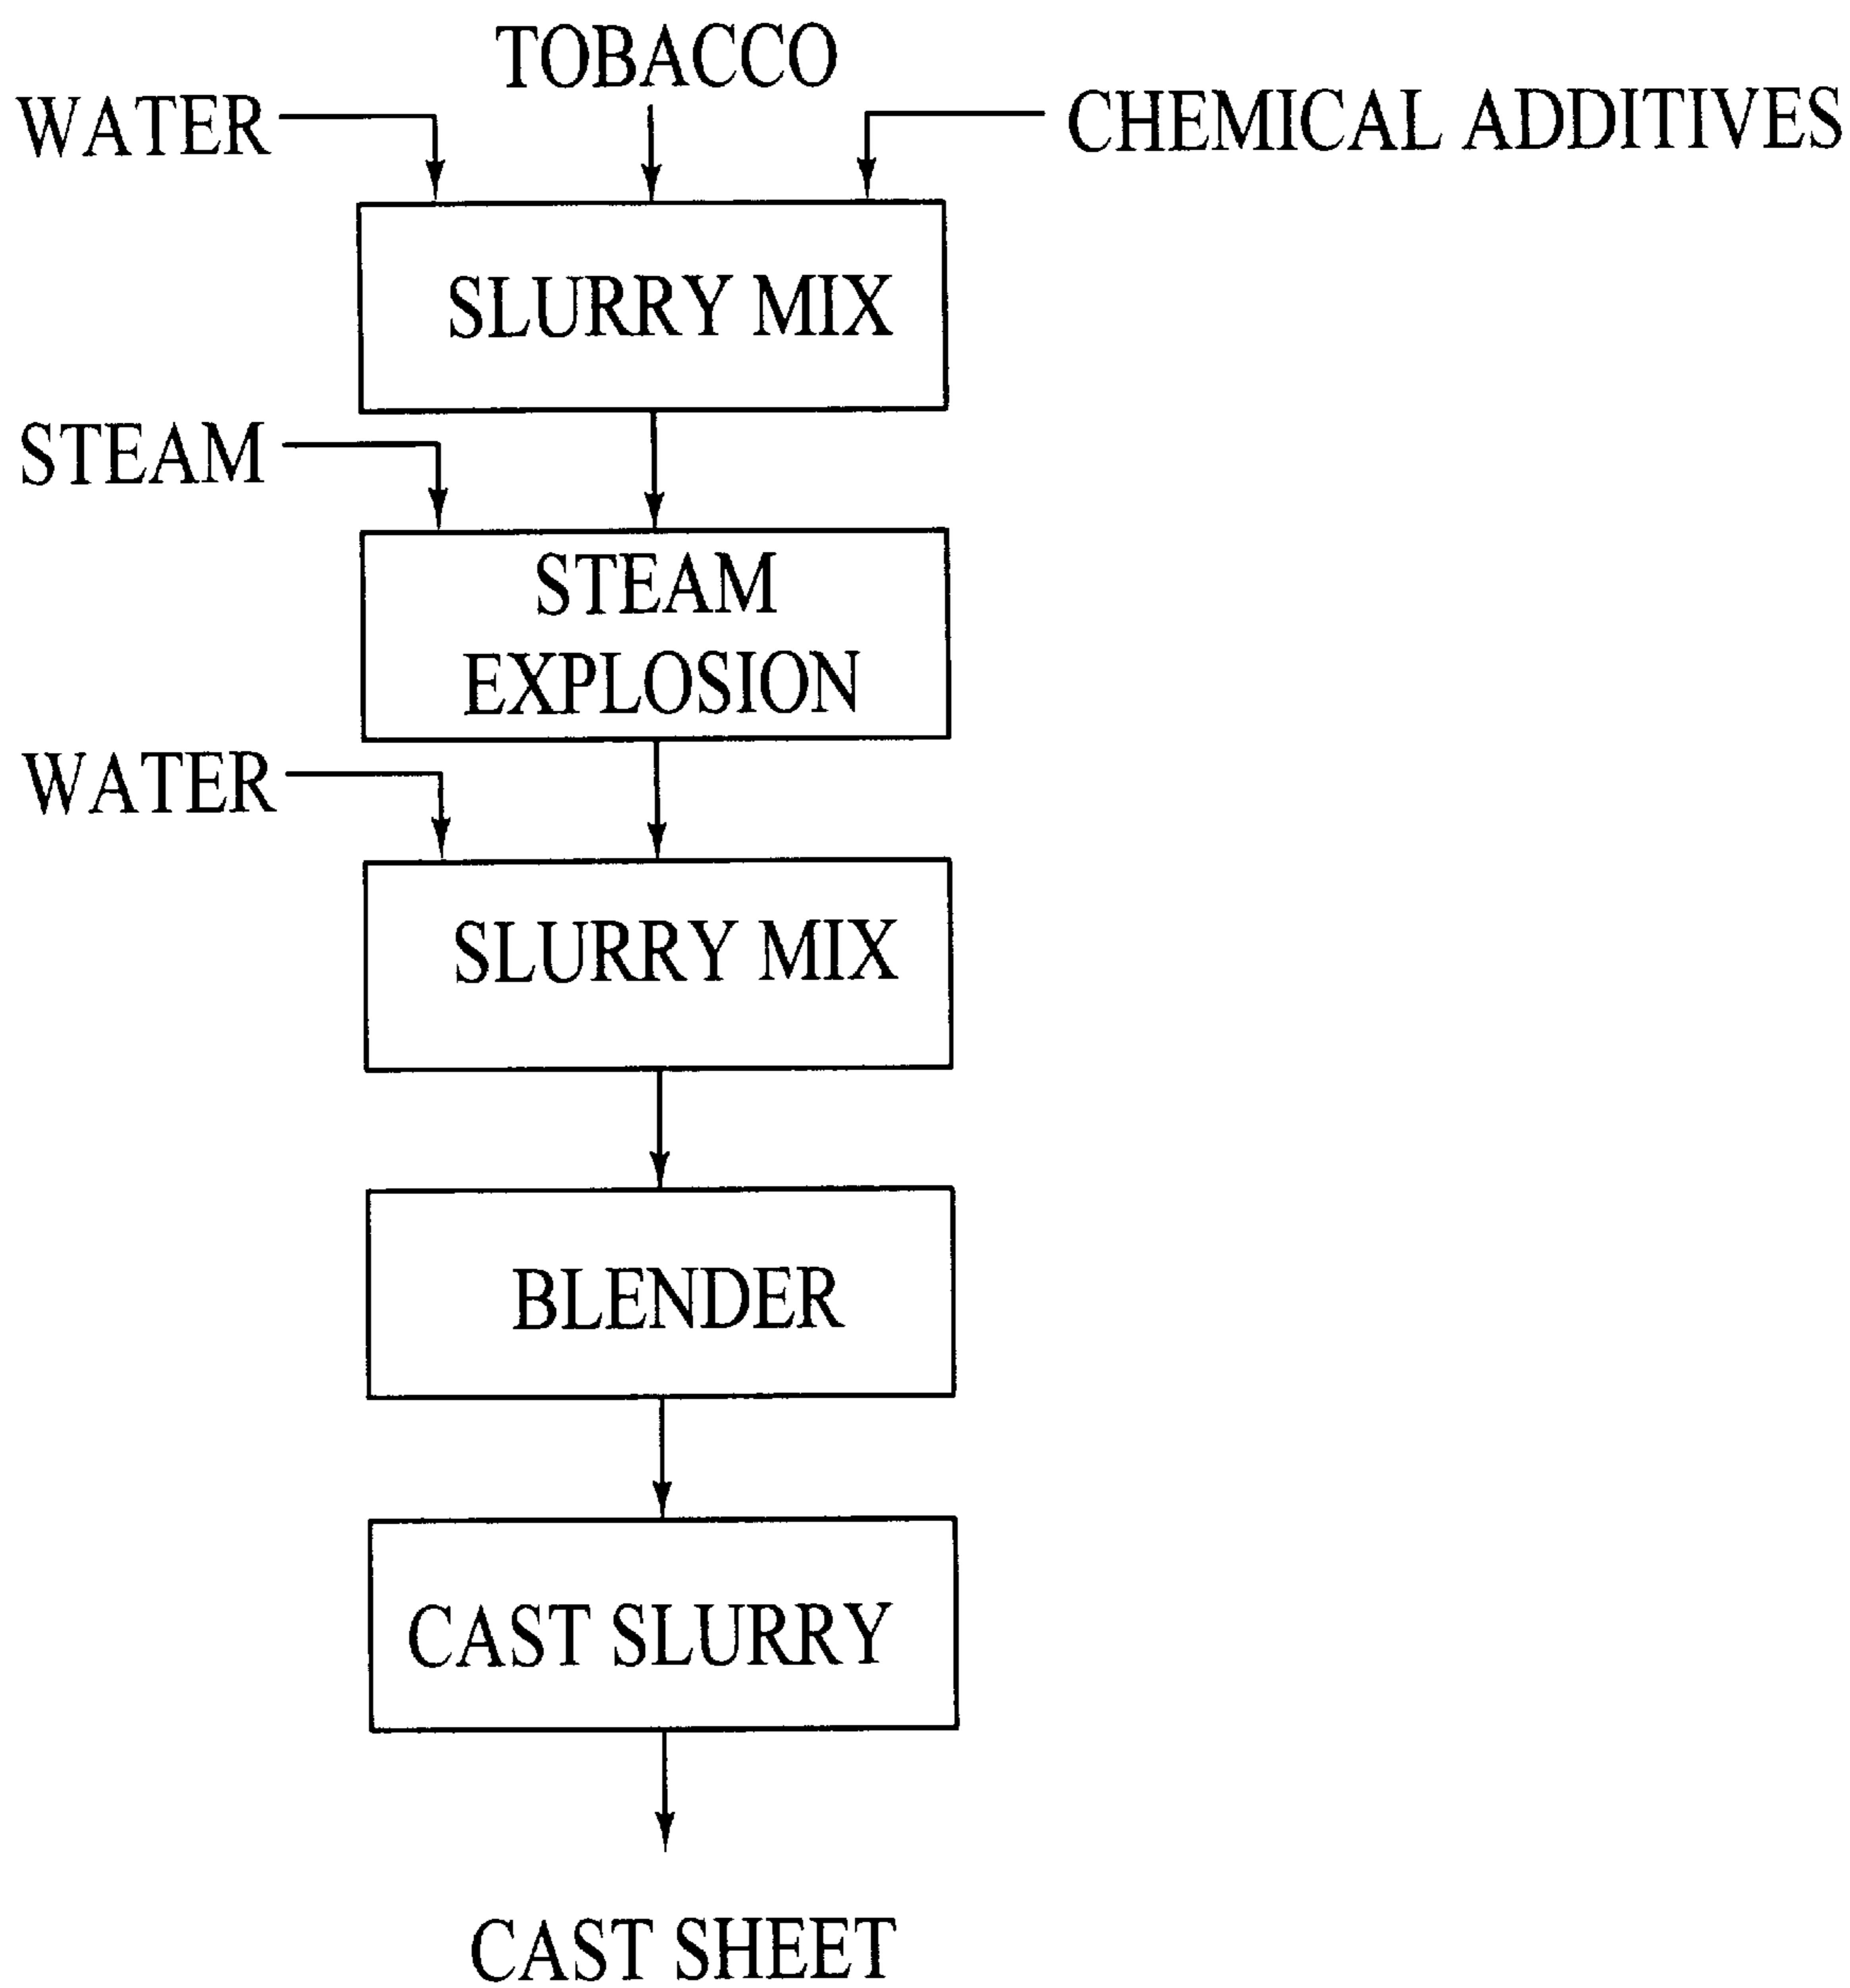 TOBACCO
WATER
CHEMICAL ADDITIVES
SLURRY MIX
STEAM
STEAM
EXPLOSION
WATER
SLURRY MIX
BLENDER
CAST SLURRY
CAST SHEET